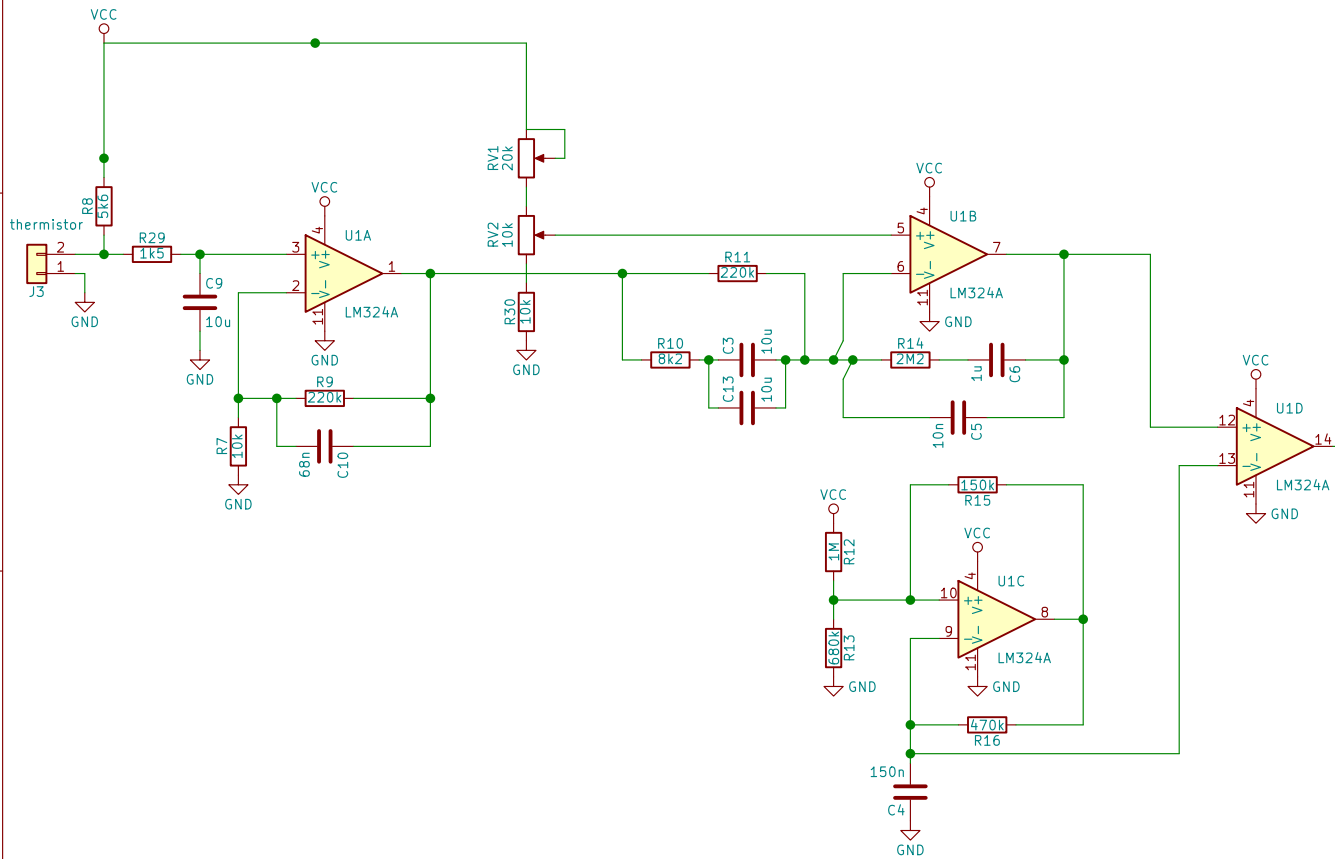 VCC
thermistor
2
1
J3
GND
R8
5k6
R29
1k5
C9
10u
GND
VCC
4
3
2
+
−
V+
V-
11
1
U1A
LM324A
GND
R9
220k
68n
C10
R7
10k
GND
RV1
20k
RV2
10k
R30
10k
GND
R11
220k
R10
8k2
C3
10u
C13
10u
VCC
4
5
6
+
−
V+
V-
11
7
U1B
LM324A
GND
R14
2M2
1u
C6
10n
C5
VCC
4
12
13
+
−
V+
V-
11
14
U1D
LM324A
GND
VCC
1M
R12
680k
R13
GND
150k
R15
VCC
4
10
9
+
−
V+
V-
11
8
U1C
LM324A
GND
470k
R16
150n
C4
GND